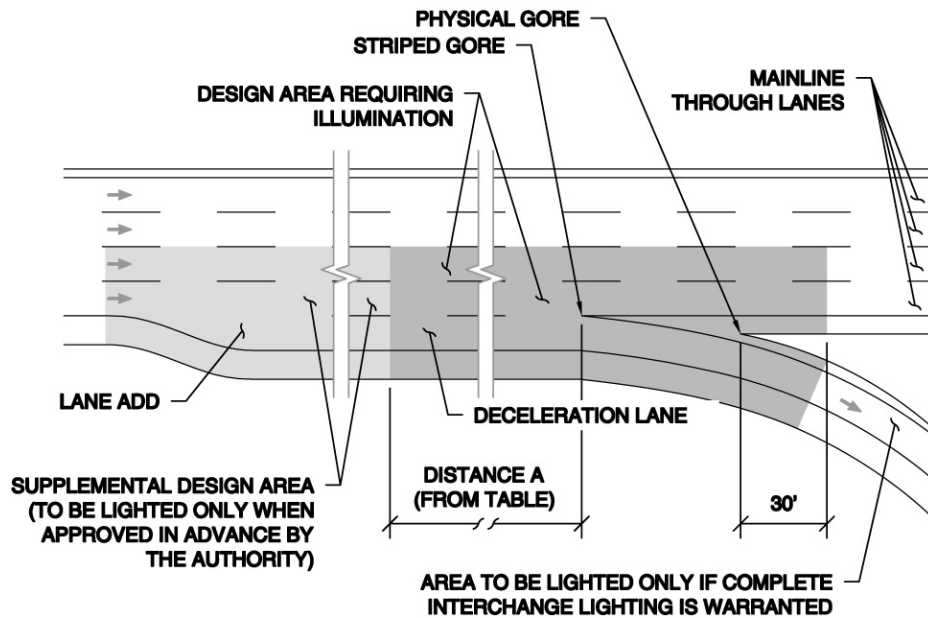 PHYSICAL GORE
STRIPED GORE
MAINLINE
THROUGH LANES
DESIGN AREA REQUIRING
ILLUMINATION
LANE ADD
DECELERATION LANE
SUPPLEMENTAL DESIGN AREA
(TO BE LIGHTED ONLY WHEN
APPROVED IN ADVANCE BY
THE AUTHORITY)
DISTANCE A
(FROM TABLE)
30'
AREA TO BE LIGHTED ONLY IF COMPLETE
INTERCHANGE LIGHTING IS WARRANTED